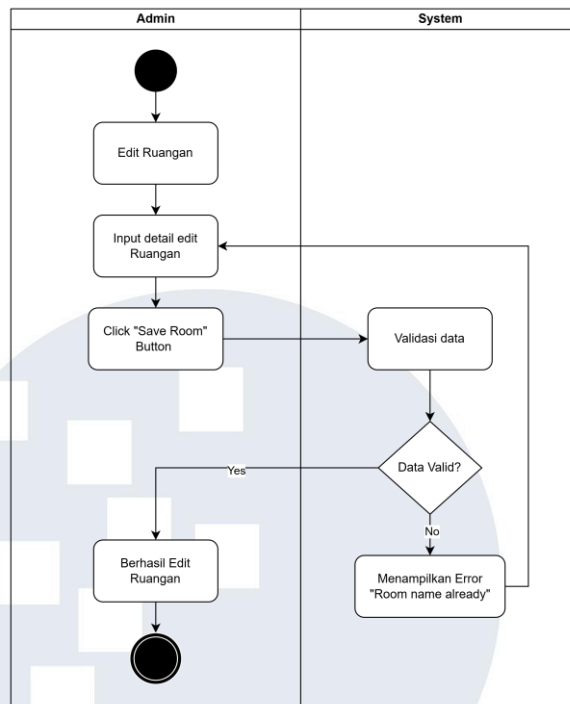 Admin
System
Edit Ruangan
Input detail edit
Ruangan
Click "Save Room"
Button
Validasi data
Data Valid?
Yes
No
Berhasil Edit
Ruangan
Menampilkan Error
"Room name already"